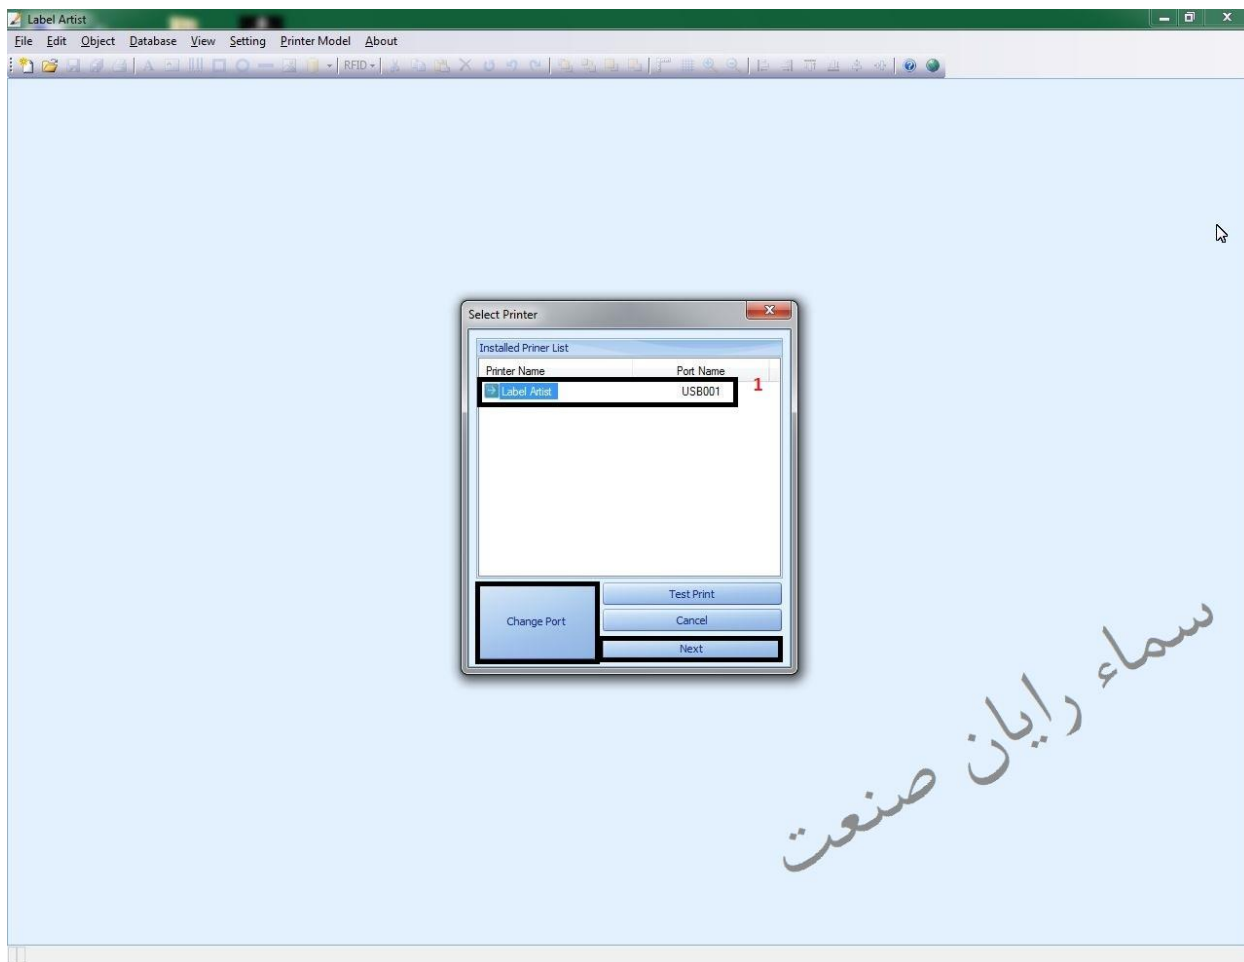 Label Artist
File Edit Object Database View Setting Printer Model About
RFID
Select Printer
Installed Priner List
Printer Name Port Name
Label Artist USB001 1
Test Print
Change Port Cancel
Next
سماء رایان صنعت